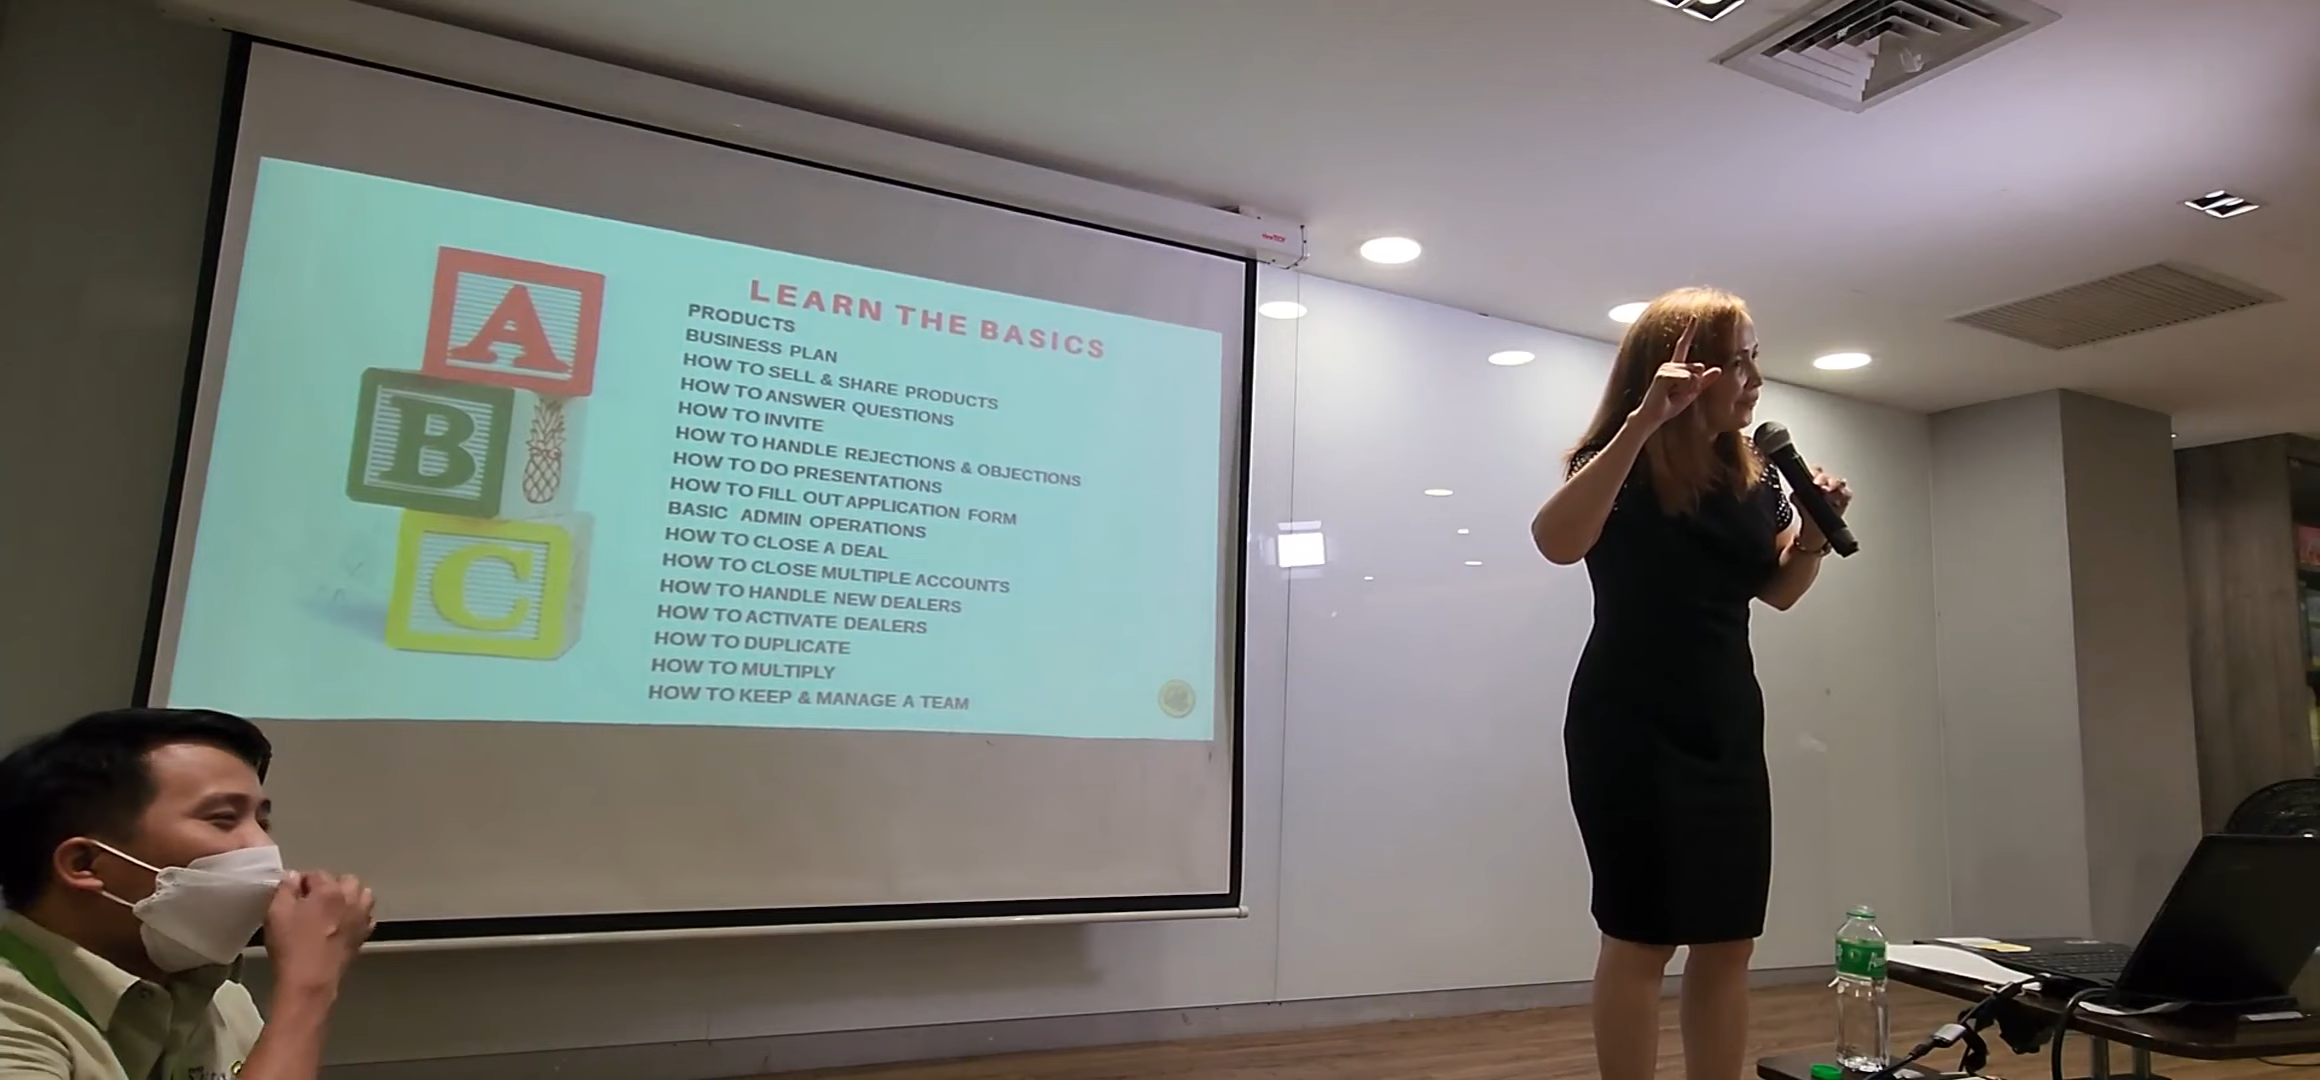 A
B
C
LEARN THE BASICS
PRODUCTS
BUSINESS PLAN
HOW TO SELL & SHARE PRODUCTS
HOW TO ANSWER QUESTIONS
HOW TO INVITE
HOW TO HANDLE REJECTIONS & OBJECTIONS
HOW TO DO PRESENTATIONS
HOW TO FILL OUT APPLICATION FORM
BASIC ADMIN OPERATIONS
HOW TO CLOSE A DEAL
HOW TO CLOSE MULTIPLE ACCOUNTS
HOW TO HANDLE NEW DEALERS
HOW TO ACTIVATE DEALERS
HOW TO DUPLICATE
HOW TO MULTIPLY
HOW TO KEEP & MANAGE A TEAM